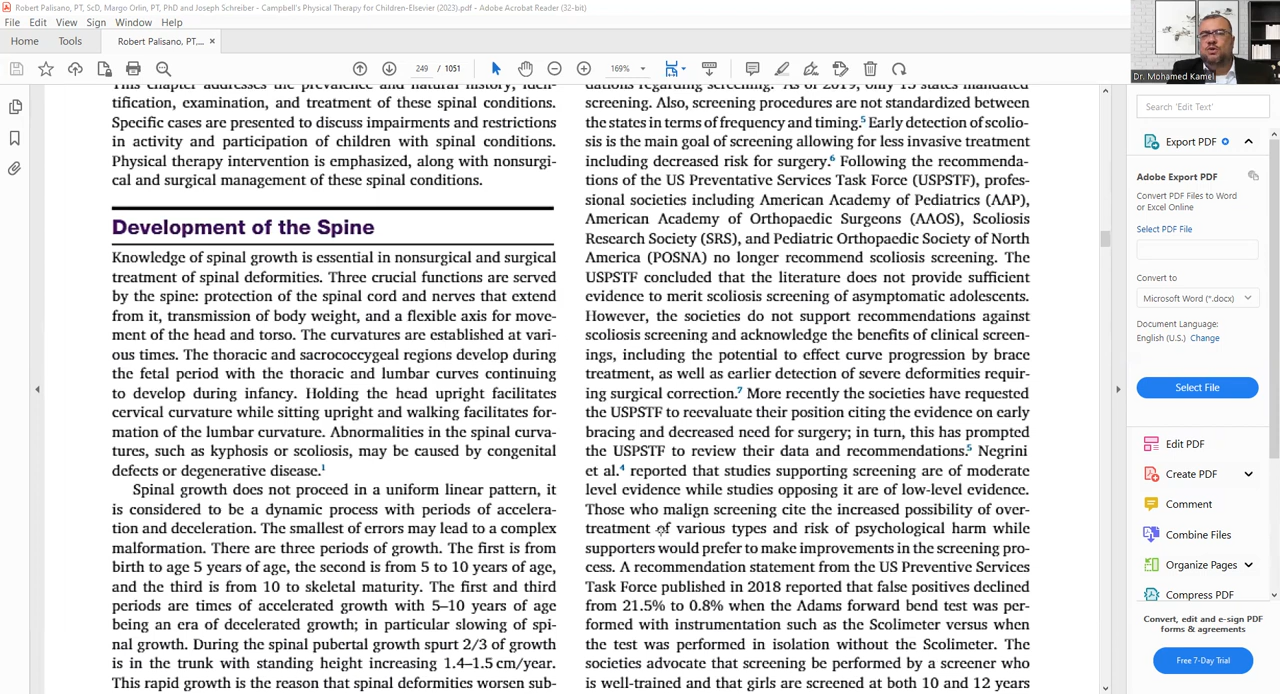 Robert Palisano, PT, ScD, Margo Orlin, PT, PhD and Joseph Schreiber - Campbell's Physical Therapy for Children-Elsevier (2023).pdf - Adobe Acrobat Reader (32-bit)
File Edit View Sign Window Help
Home Tools Robert Palisano, PT,... ×
249 / 1051 169%
Dr. Mohamed Kamel
This chapter addresses the prevalence and natural history, iden-
tification, examination, and treatment of these spinal conditions.
Specific cases are presented to discuss impairments and restrictions
in activity and participation of children with spinal conditions.
Physical therapy intervention is emphasized, along with nonsurgi-
cal and surgical management of these spinal conditions.
Development of the Spine
Knowledge of spinal growth is essential in nonsurgical and surgical
treatment of spinal deformities. Three crucial functions are served
by the spine: protection of the spinal cord and nerves that extend
from it, transmission of body weight, and a flexible axis for move-
ment of the head and torso. The curvatures are established at vari-
ous times. The thoracic and sacrococcygeal regions develop during
the fetal period with the thoracic and lumbar curves continuing
to develop during infancy. Holding the head upright facilitates
cervical curvature while sitting upright and walking facilitates for-
mation of the lumbar curvature. Abnormalities in the spinal curva-
tures, such as kyphosis or scoliosis, may be caused by congenital
defects or degenerative disease.1
Spinal growth does not proceed in a uniform linear pattern, it
is considered to be a dynamic process with periods of accelera-
tion and deceleration. The smallest of errors may lead to a complex
malformation. There are three periods of growth. The first is from
birth to age 5 years of age, the second is from 5 to 10 years of age,
and the third is from 10 to skeletal maturity. The first and third
periods are times of accelerated growth with 5–10 years of age
being an era of decelerated growth; in particular slowing of spi-
nal growth. During the spinal pubertal growth spurt 2/3 of growth
is in the trunk with standing height increasing 1.4–1.5 cm/year.
This rapid growth is the reason that spinal deformities worsen sub-
dations regarding screening. As of 2019, only 15 states mandated
screening. Also, screening procedures are not standardized between
the states in terms of frequency and timing.5 Early detection of scolio-
sis is the main goal of screening allowing for less invasive treatment
including decreased risk for surgery.6 Following the recommenda-
tions of the US Preventative Services Task Force (USPSTF), profes-
sional societies including American Academy of Pediatrics (AAP),
American Academy of Orthopaedic Surgeons (AAOS), Scoliosis
Research Society (SRS), and Pediatric Orthopaedic Society of North
America (POSNA) no longer recommend scoliosis screening. The
USPSTF concluded that the literature does not provide sufficient
evidence to merit scoliosis screening of asymptomatic adolescents.
However, the societies do not support recommendations against
scoliosis screening and acknowledge the benefits of clinical screen-
ings, including the potential to effect curve progression by brace
treatment, as well as earlier detection of severe deformities requir-
ing surgical correction.7 More recently the societies have requested
the USPSTF to reevaluate their position citing the evidence on early
bracing and decreased need for surgery; in turn, this has prompted
the USPSTF to review their data and recommendations.5 Negrini
et al.4 reported that studies supporting screening are of moderate
level evidence while studies opposing it are of low-level evidence.
Those who malign screening cite the increased possibility of over-
treatment of various types and risk of psychological harm while
supporters would prefer to make improvements in the screening pro-
cess. A recommendation statement from the US Preventive Services
Task Force published in 2018 reported that false positives declined
from 21.5% to 0.8% when the Adams forward bend test was per-
formed with instrumentation such as the Scoliometer versus when
the test was performed in isolation without the Scolimeter. The
societies advocate that screening be performed by a screener who
is well-trained and that girls are screened at both 10 and 12 years
Search 'Edit Text'
Export PDF
Adobe Export PDF
Convert PDF Files to Word
or Excel Online
Select PDF File
Convert to
Microsoft Word (*.docx)
Document Language:
English (U.S.) Change
Select File
Edit PDF
Create PDF
Comment
Combine Files
Organize Pages
Compress PDF
Convert, edit and e-sign PDF
forms & agreements
Free 7-Day Trial